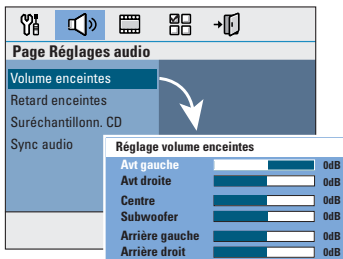 Page Réglages audio
Volume enceintes
Retard enceintes
Suréchantillonn. CD
Sync audio
Réglage volume enceintes
Avt gauche 0dB
Avt droite 0dB
Centre 0dB
Subwoofer 0dB
Arrière gauche 0dB
Arrière droit 0dB